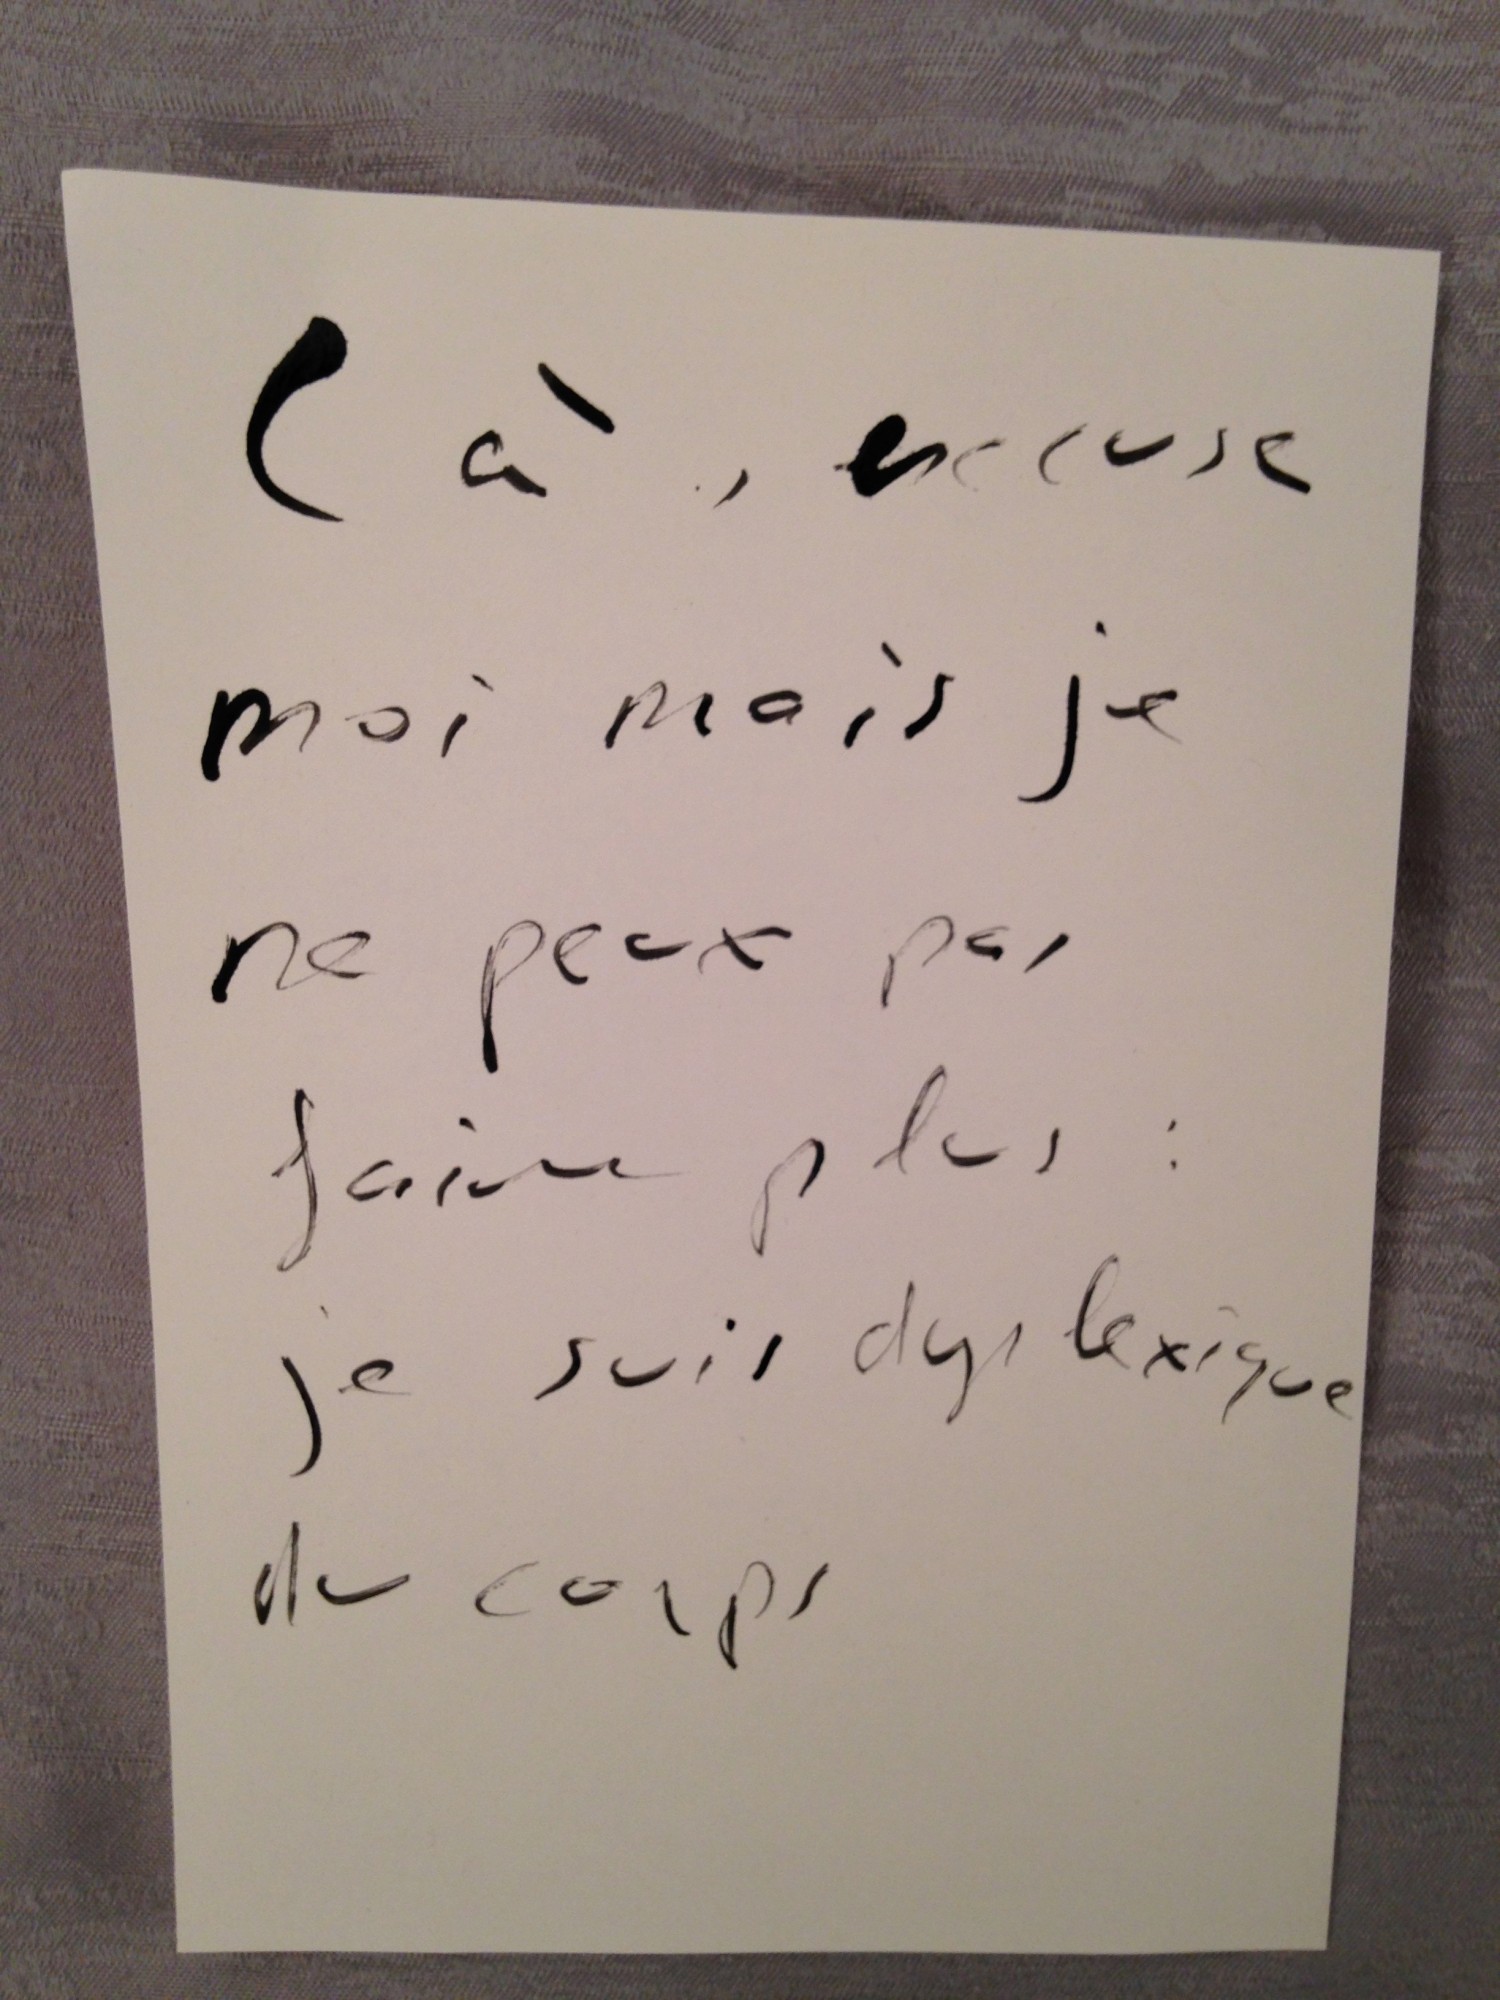 Là, excuse
moi mais je
ne peux pas
faire plus :
je suis dyslexique
du corps